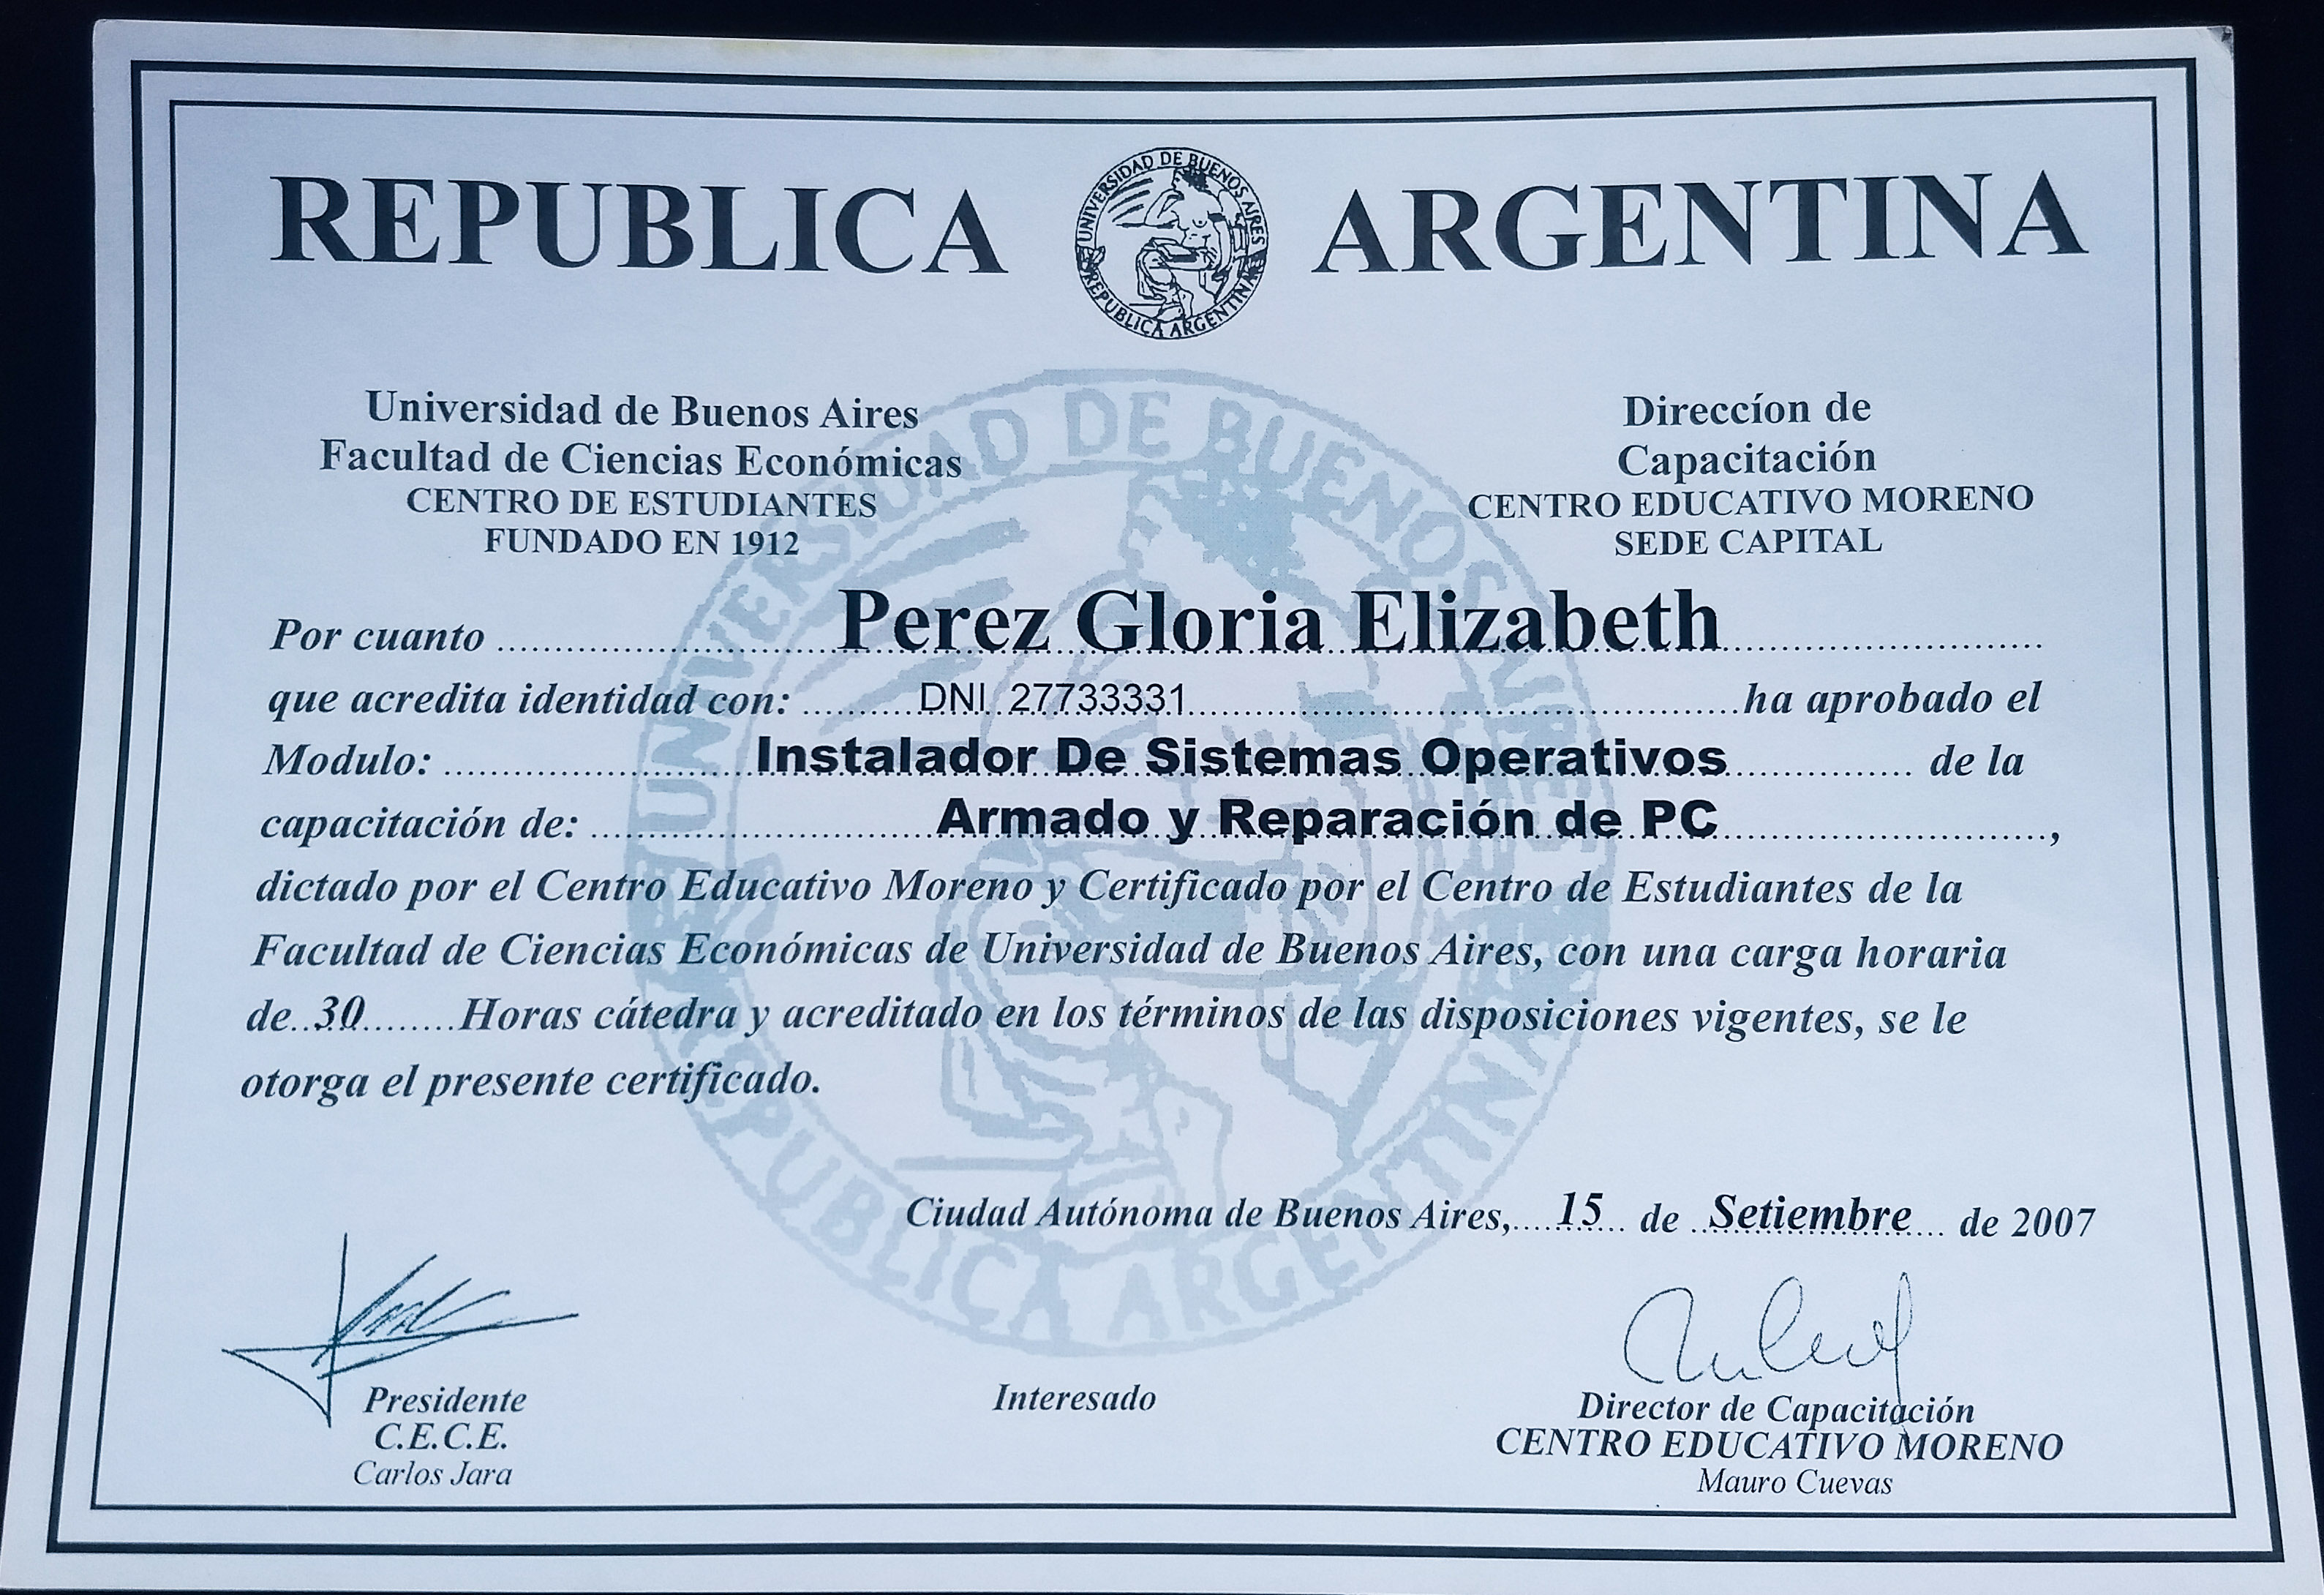 REPUBLICA ARGENTINA
UNIVERSIDAD DE BUENOS AIRES
REPUBLICA ARGENTINA
Universidad de Buenos Aires
Facultad de Ciencias Económicas
CENTRO DE ESTUDIANTES
FUNDADO EN 1912
Direccíon de
Capacitación
CENTRO EDUCATIVO MORENO
SEDE CAPITAL
UNIVERSIDAD DE BUENOS AIRES
REPUBLICA ARGENTINA
Por cuanto Perez Gloria Elizabeth
que acredita identidad con: DNI 27733331 ha aprobado el
Modulo: Instalador De Sistemas Operativos de la
capacitación de: Armado y Reparación de PC,
dictado por el Centro Educativo Moreno y Certificado por el Centro de Estudiantes de la
Facultad de Ciencias Económicas de Universidad de Buenos Aires, con una carga horaria
de 30 Horas cátedra y acreditado en los términos de las disposiciones vigentes, se le
otorga el presente certificado.
Ciudad Autónoma de Buenos Aires, 15 de Setiembre de 2007
Presidente
C.E.C.E.
Carlos Jara
Interesado
Director de Capacitación
CENTRO EDUCATIVO MORENO
Mauro Cuevas